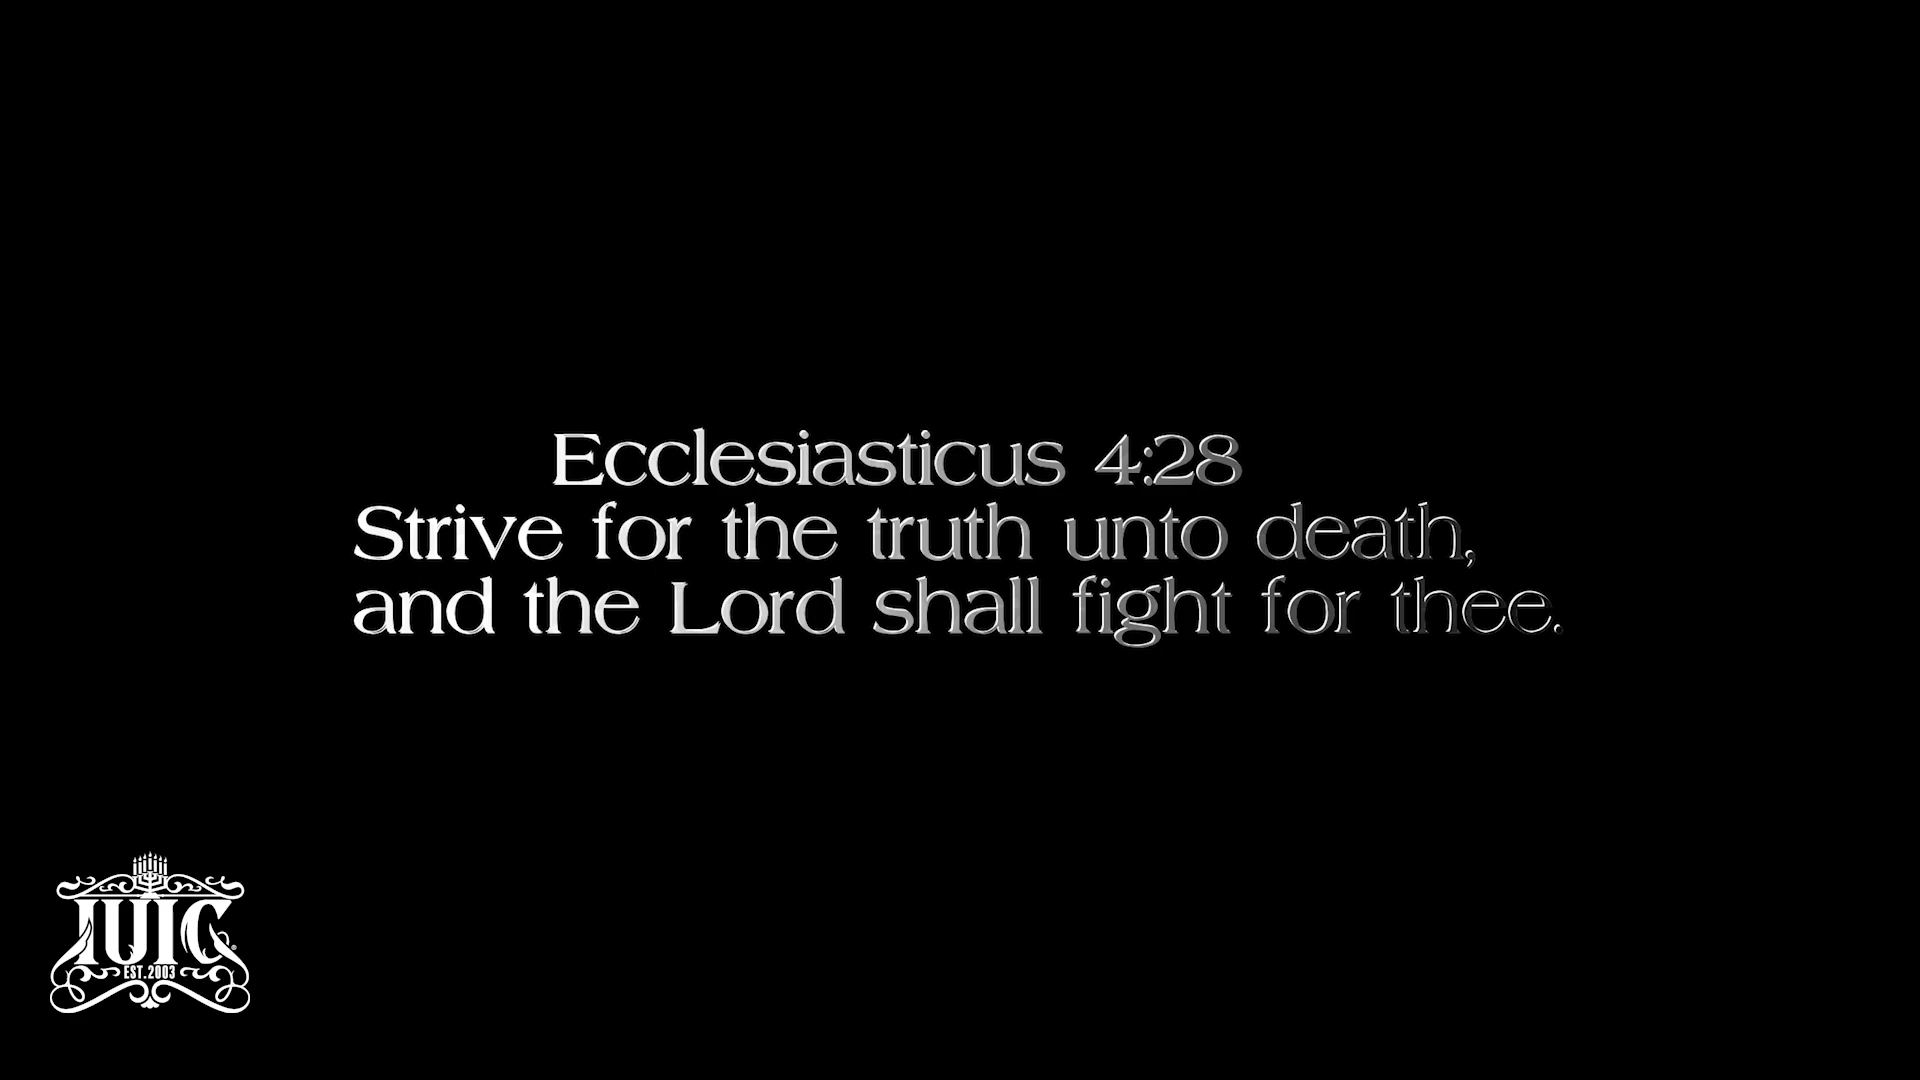 Ecclesiasticus 4:28
Strive for the truth unto death,
and the Lord shall fight for thee.
IUIC
EST.2003